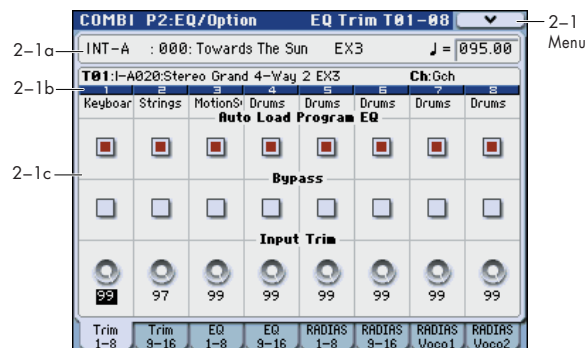 COMBI P2:EQ/Option EQ Trim T01-08
2–1
Menu
2–1a
INT-A :000: Towards The Sun EX3 ♩= 095.00
T01:I-A020:Stereo Grand 4-Way 2 EX3 Ch:Gch
2–1b
1 2 3 4 5 6 7 8
Keyboar Strings MotionS Drums Drums Drums Drums Drums
Auto Load Program EQ
2–1c
Bypass
Input Trim
99 97 99 99 99 99 99 99
Trim 1-8 Trim 9-16 EQ 1-8 EQ 9-16 RADIAS 1-8 RADIAS 9-16 RADIAS Voco1 RADIAS Voco2